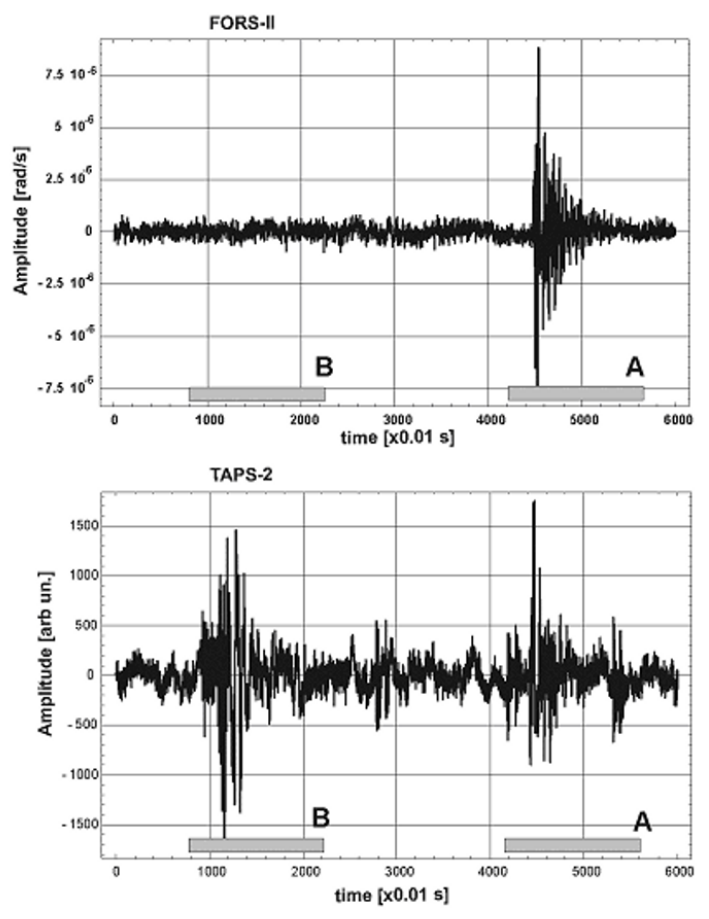 FORS-II
7.5 10-6
5 10-6
2.5 10-6
0
- 2.5 10-6
- 5 10-6
- 7.5 10-6
Amplitude [rad/s]
B
A
0 1000 2000 3000 4000 5000 6000
time [x0.01 s]
TAPS-2
1500
1000
500
0
- 500
- 1000
- 1500
Amplitude [arb un.]
B
A
0 1000 2000 3000 4000 5000 6000
time [x0.01 s]